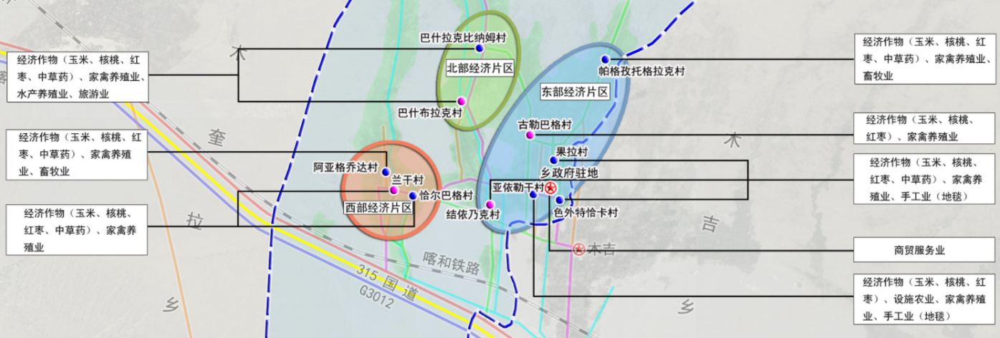 经济作物（玉米、核桃、红
枣、中草药）、家禽养殖业、
水产养殖业、旅游业
经济作物（玉米、核桃、红
枣、中草药）、家禽养殖
业、畜牧业
经济作物（玉米、核桃、
红枣、中草药）、家禽养
殖业
木
奎
拉
乡
巴什拉克比纳姆村
北部经济片区
巴什布拉克村
阿亚格乔达村
兰干村
恰尔巴格村
西部经济片区
喀和铁路
315国道
G3012
帕格孜托格拉克村
东部经济片区
古勒巴格村
果拉村
乡政府驻地
亚依勒干村
结依乃克村
色外特恰卡村
木吉
木
吉
乡
经济作物（玉米、核桃、红
枣、中草药）、家禽养殖业、
畜牧业
经济作物（玉米、核桃、
红枣）、家禽养殖业
经济作物（玉米、核桃、
红枣、中草药）、家禽养
殖业、手工业（地毯）
商贸服务业
经济作物（玉米、核桃、红
枣）、设施农业、家禽养殖
业、手工业（地毯）